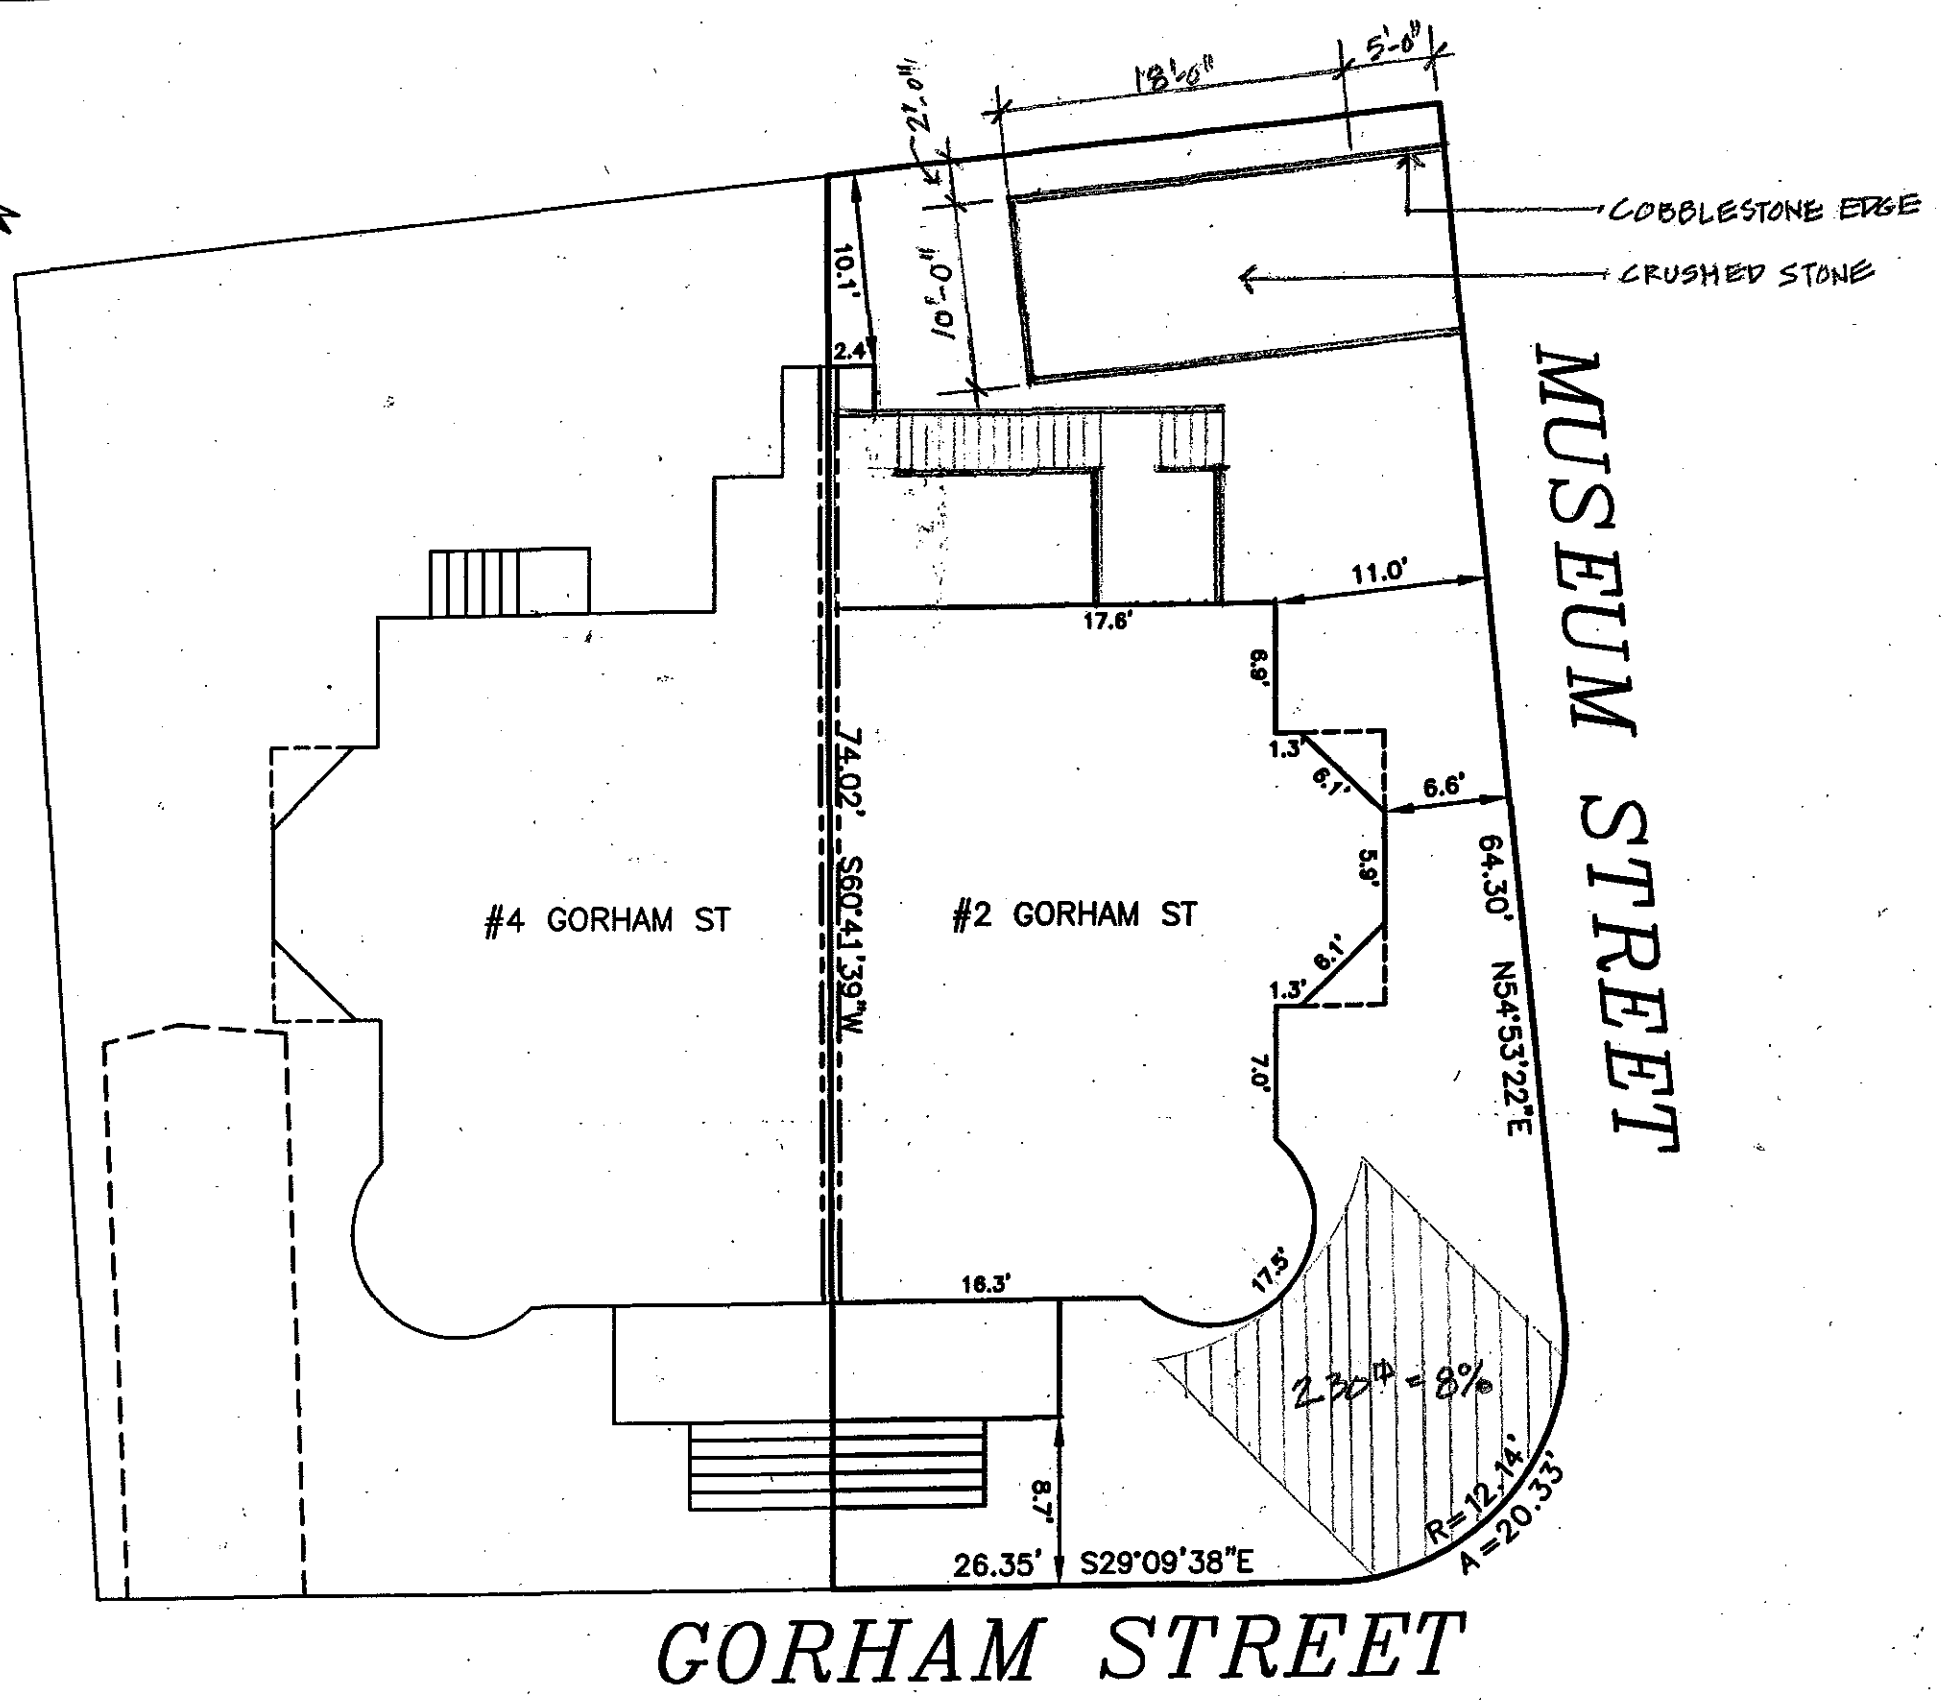 5'-0"
18'-0"
2'-0"
COBBLESTONE EDGE
10.1'
10'-0"
CRUSHED STONE
2.4'
MUSEUM STREET
11.0'
17.6'
6.9'
1.3'
6.1'
6.6'
74.02' S60°41'39"W
5.9'
64.30' N54°53'22"E
#4 GORHAM ST
#2 GORHAM ST
6.1'
1.3'
7.0'
17.5'
16.3'
230 = 8%
8.7'
R=12.14'
A=20.33'
26.35' S29°09'38"E
GORHAM STREET